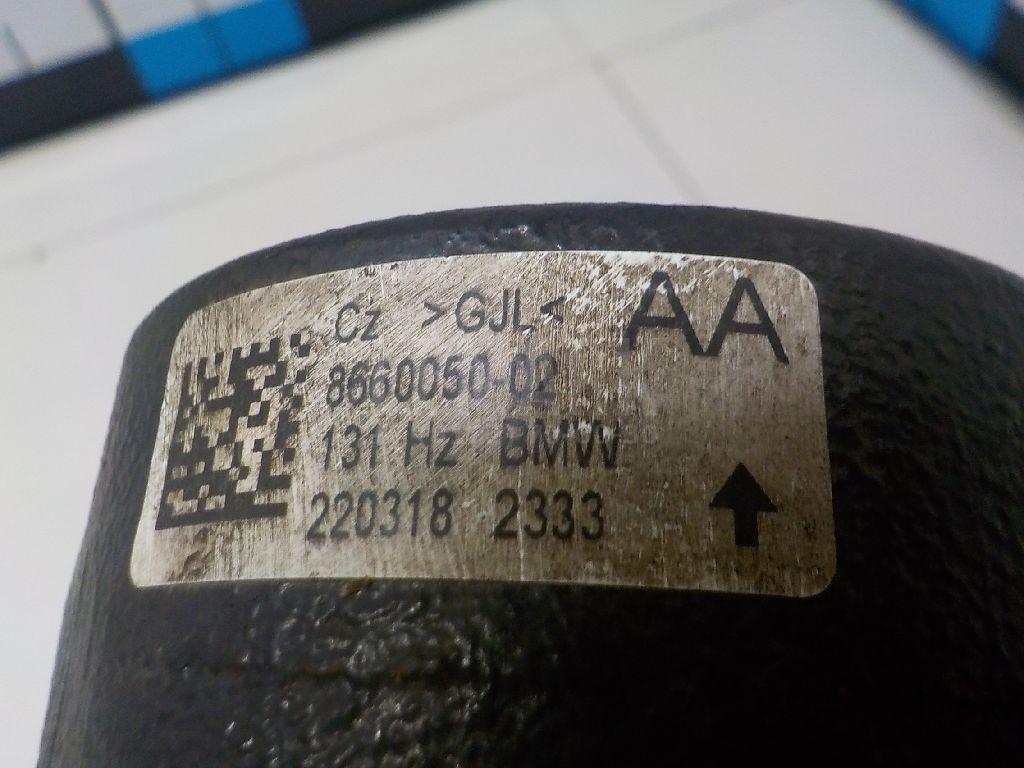 Cz >GJL< AA
8660050-02
131 Hz BMW
220318 2333